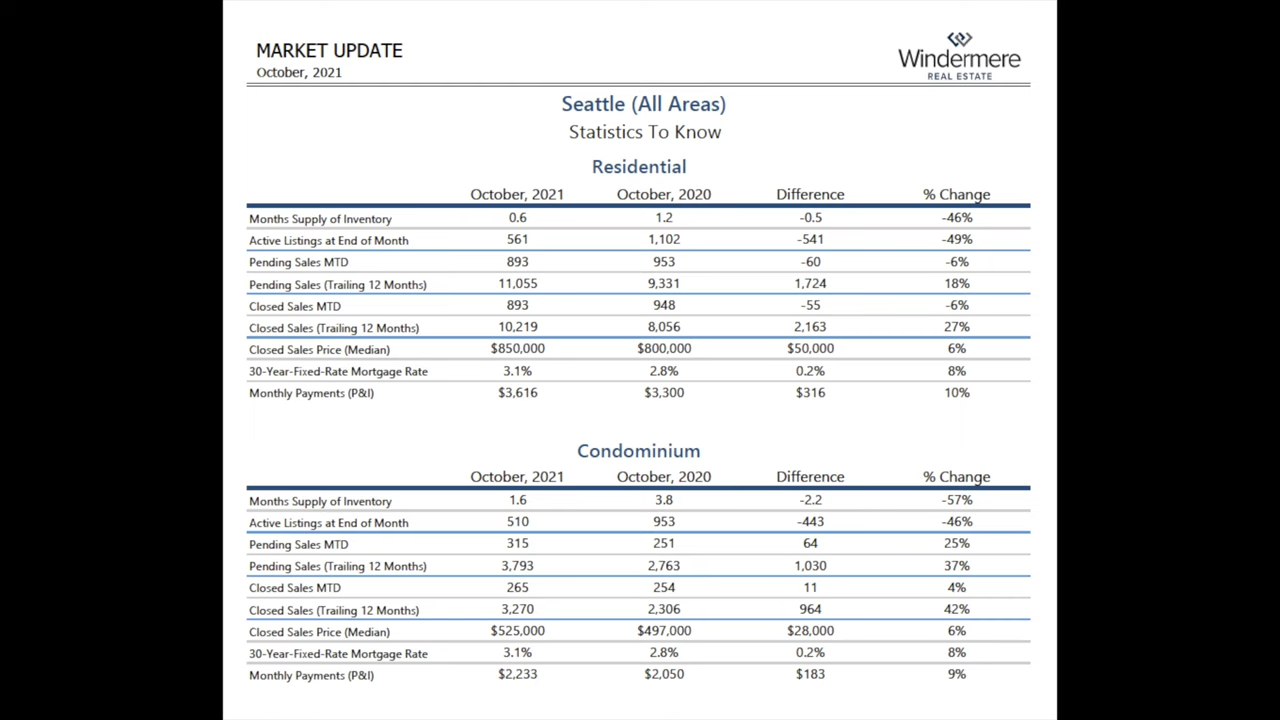 MARKET UPDATE
October, 2021
Windermere
REAL ESTATE
Seattle (All Areas)
Statistics To Know
Residential
October, 2021 October, 2020 Difference % Change
Months Supply of Inventory 0.6 1.2 -0.5 -46%
Active Listings at End of Month 561 1,102 -541 -49%
Pending Sales MTD 893 953 -60 -6%
Pending Sales (Trailing 12 Months) 11,055 9,331 1,724 18%
Closed Sales MTD 893 948 -55 -6%
Closed Sales (Trailing 12 Months) 10,219 8,056 2,163 27%
Closed Sales Price (Median) $850,000 $800,000 $50,000 6%
30-Year-Fixed-Rate Mortgage Rate 3.1% 2.8% 0.2% 8%
Monthly Payments (P&I) $3,616 $3,300 $316 10%
Condominium
October, 2021 October, 2020 Difference % Change
Months Supply of Inventory 1.6 3.8 -2.2 -57%
Active Listings at End of Month 510 953 -443 -46%
Pending Sales MTD 315 251 64 25%
Pending Sales (Trailing 12 Months) 3,793 2,763 1,030 37%
Closed Sales MTD 265 254 11 4%
Closed Sales (Trailing 12 Months) 3,270 2,306 964 42%
Closed Sales Price (Median) $525,000 $497,000 $28,000 6%
30-Year-Fixed-Rate Mortgage Rate 3.1% 2.8% 0.2% 8%
Monthly Payments (P&I) $2,233 $2,050 $183 9%